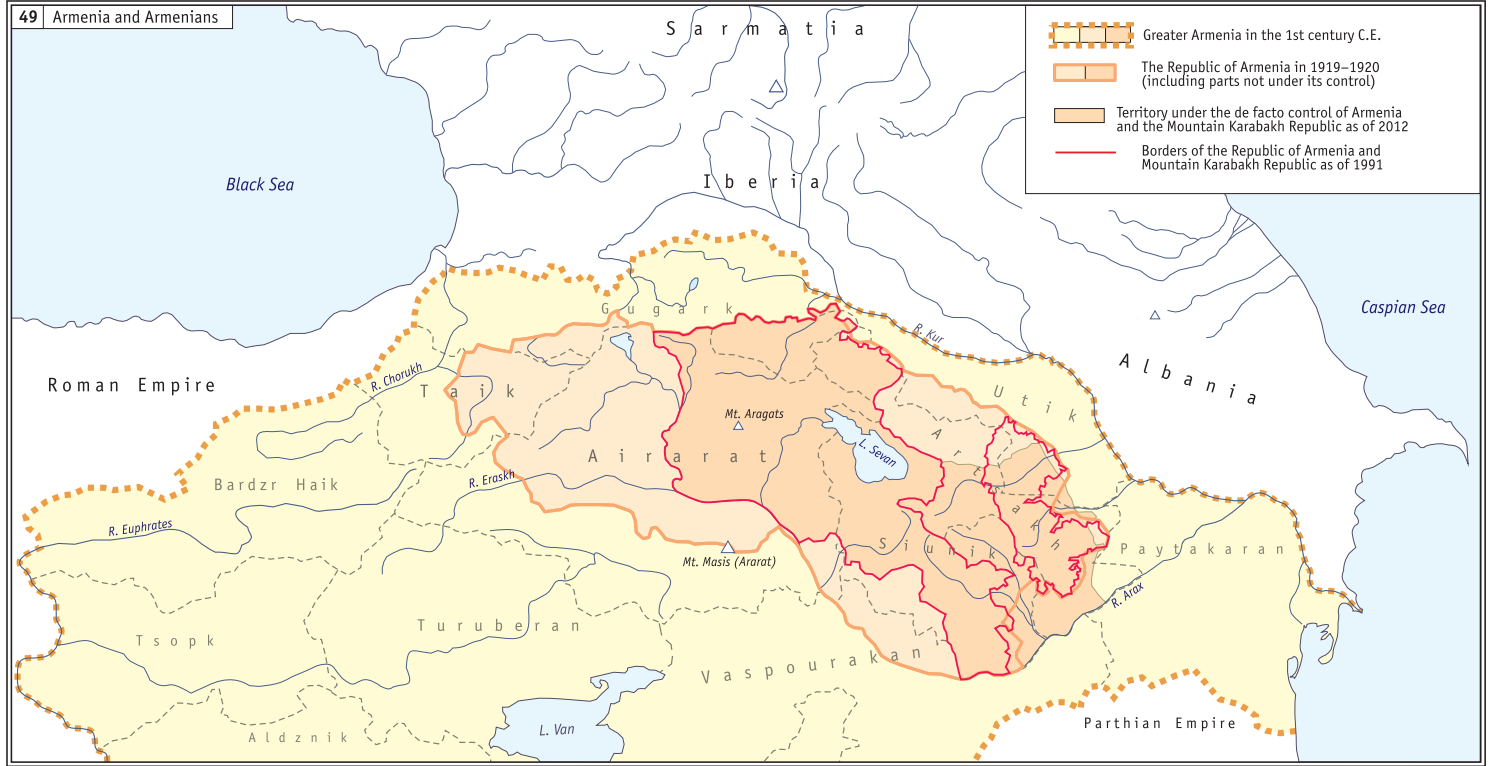 49 Armenia and Armenians
Sarmatia
Greater Armenia in the 1st century C.E.
The Republic of Armenia in 1919–1920
(including parts not under its control)
Territory under the de facto control of Armenia
and the Mountain Karabakh Republic as of 2012
Borders of the Republic of Armenia and
Mountain Karabakh Republic as of 1991
Black Sea
Iberia
Caspian Sea
Gugark
R. Kur
Albania
Roman Empire
R. Chorukh
Taik
Utik
Mt. Aragats
Artsakh
L. Sevan
Airarat
Bardzr Haik
R. Eraskh
R. Euphrates
Siunik
Paytakaran
Mt. Masis (Ararat)
R. Arax
Tsopk
Turuberan
Vaspourakan
L. Van
Aldznik
Parthian Empire